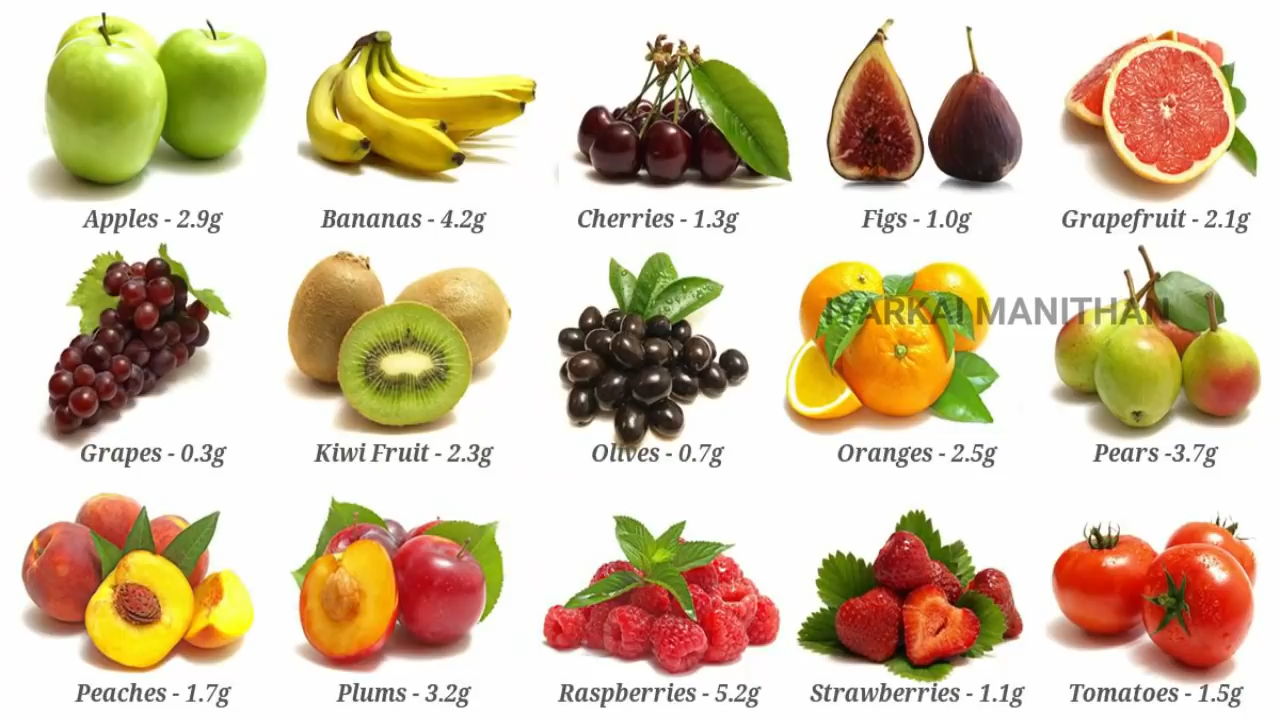 Apples - 2.9g
Bananas - 4.2g
Cherries - 1.3g
Figs - 1.0g
Grapefruit - 2.1g
IYARKAI MANITHAN
Grapes - 0.3g
Kiwi Fruit - 2.3g
Olives - 0.7g
Oranges - 2.5g
Pears -3.7g
Peaches - 1.7g
Plums - 3.2g
Raspberries - 5.2g
Strawberries - 1.1g
Tomatoes - 1.5g